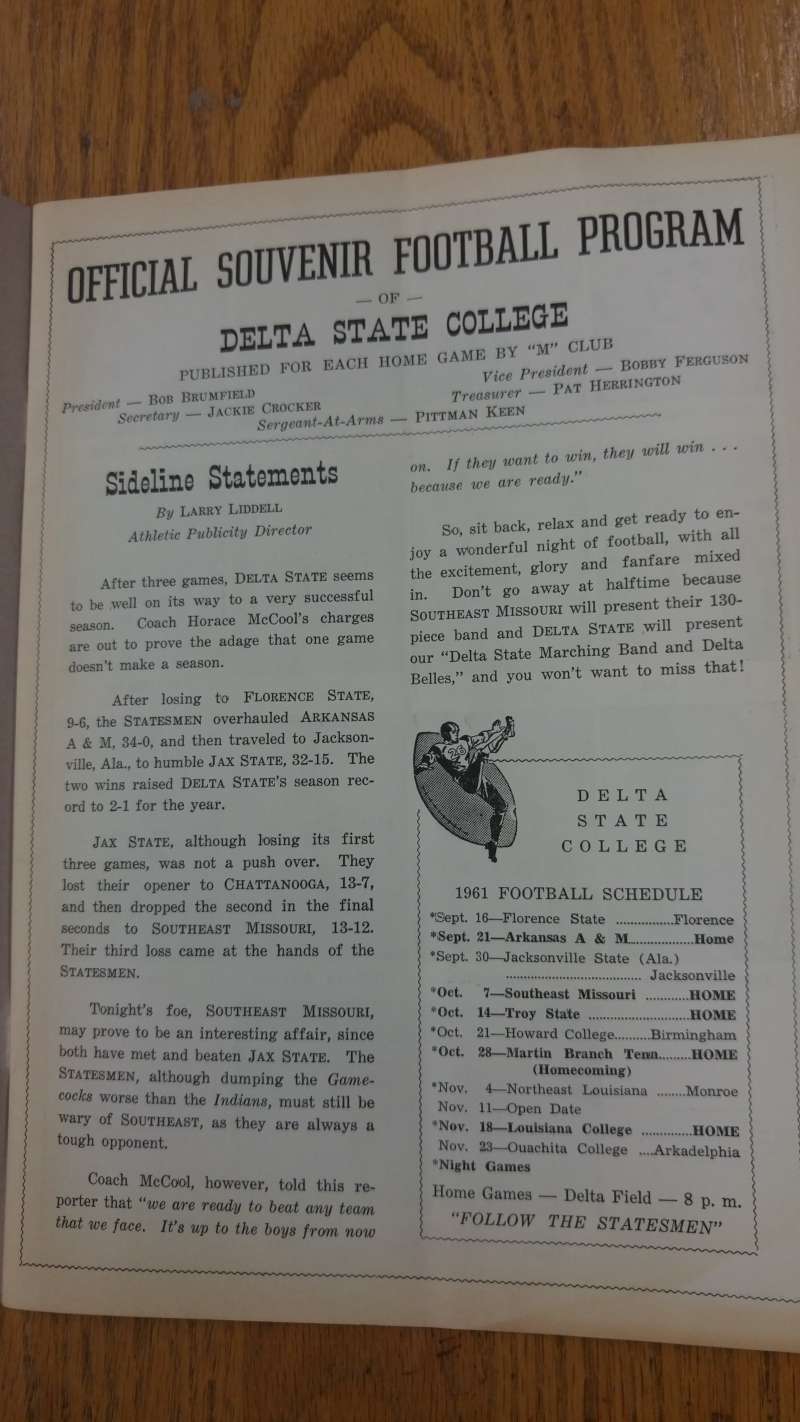 OFFICIAL SOUVENIR FOOTBALL PROGRAM
— OF —
DELTA STATE COLLEGE
PUBLISHED FOR EACH HOME GAME BY "M" CLUB
President — BOB BRUMFIELD
Vice President — BOBBY FERGUSON
Secretary — JACKIE CROCKER
Treasurer — PAT HERRINGTON
Sergeant-At-Arms — PITTMAN KEEN
Sideline Statements
By LARRY LIDDELL
Athletic Publicity Director
After three games, DELTA STATE seems
to be well on its way to a very successful
season. Coach Horace McCool's charges
are out to prove the adage that one game
doesn't make a season.
After losing to FLORENCE STATE,
9-6, the STATESMEN overhauled ARKANSAS
A & M, 34-0, and then traveled to Jackson-
ville, Ala., to humble JAX STATE, 32-15. The
two wins raised DELTA STATE'S season rec-
ord to 2-1 for the year.
JAX STATE, although losing its first
three games, was not a push over. They
lost their opener to CHATTANOOGA, 13-7,
and then dropped the second in the final
seconds to SOUTHEAST MISSOURI, 13-12.
Their third loss came at the hands of the
STATESMEN.
Tonight's foe, SOUTHEAST MISSOURI,
may prove to be an interesting affair, since
both have met and beaten JAX STATE. The
STATESMEN, although dumping the Game-
cocks worse than the Indians, must still be
wary of SOUTHEAST, as they are always a
tough opponent.
Coach McCool, however, told this re-
porter that "we are ready to beat any team
that we face. It's up to the boys from now
on. If they want to win, they will win . . .
because we are ready."
So, sit back, relax and get ready to en-
joy a wonderful night of football, with all
the excitement, glory and fanfare mixed
in. Don't go away at halftime because
SOUTHEAST MISSOURI will present their 130-
piece band and DELTA STATE will present
our "Delta State Marching Band and Delta
Belles," and you won't want to miss that!
26
DELTA
STATE
COLLEGE
1961 FOOTBALL SCHEDULE
*Sept. 16—Florence State ................Florence
*Sept. 21—Arkansas A & M..................Home
*Sept. 30—Jacksonville State (Ala.)
..................................... Jacksonville
*Oct. 7—Southeast Missouri ............HOME
*Oct. 14—Troy State ............................HOME
*Oct. 21—Howard College..........Birmingham
*Oct. 28—Martin Branch Tenn.........HOME
(Homecoming)
*Nov. 4—Northeast Louisiana ........Monroe
Nov. 11—Open Date
*Nov. 18—Louisiana College ..............HOME
Nov. 23—Ouachita College ....Arkadelphia
*Night Games
Home Games — Delta Field — 8 p. m.
"FOLLOW THE STATESMEN"